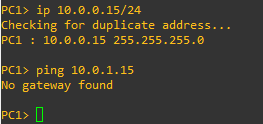 PC1> ip 10.0.0.15/24
Checking for duplicate address...
PC1 : 10.0.0.15 255.255.255.0

PC1> ping 10.0.1.15
No gateway found

PC1>